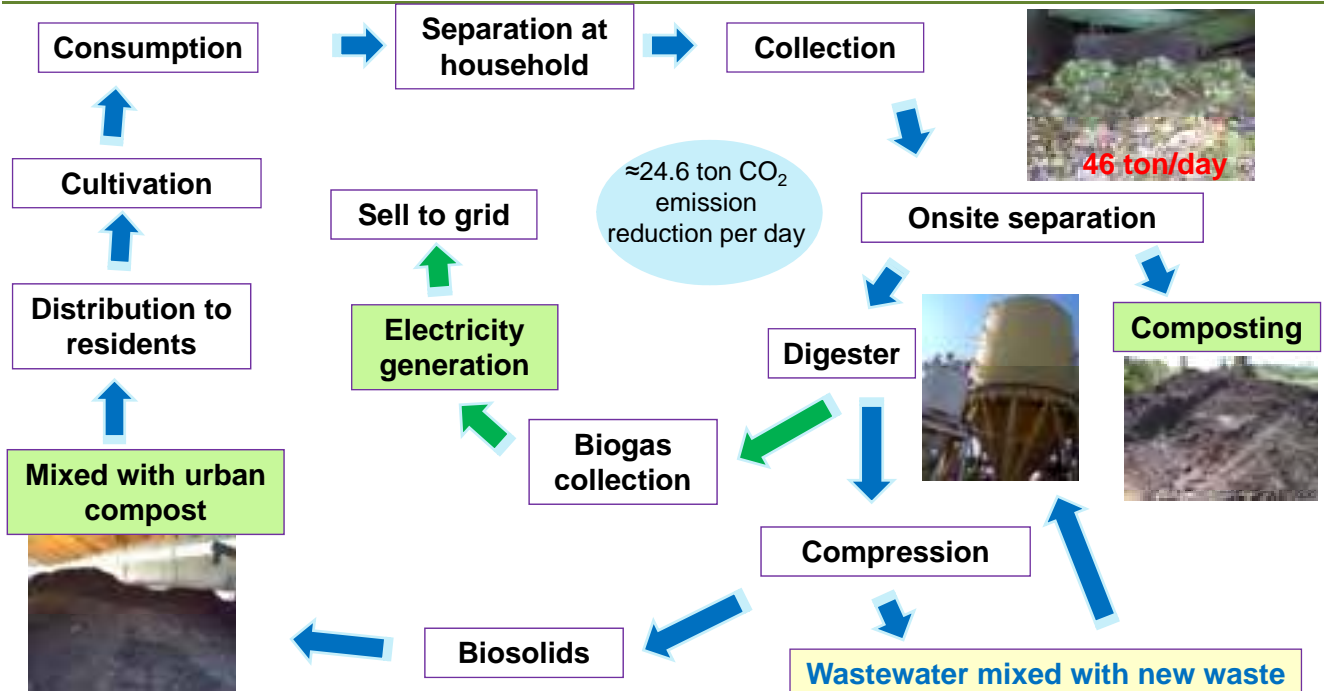 Consumption
Separation at
household
Collection
46 ton/day
Cultivation
≈24.6 ton CO₂
emission
reduction per day
Sell to grid
Onsite separation
Distribution to
residents
Electricity
generation
Digester
Composting
Biogas
collection
Mixed with urban
compost
Compression
Biosolids
Wastewater mixed with new waste